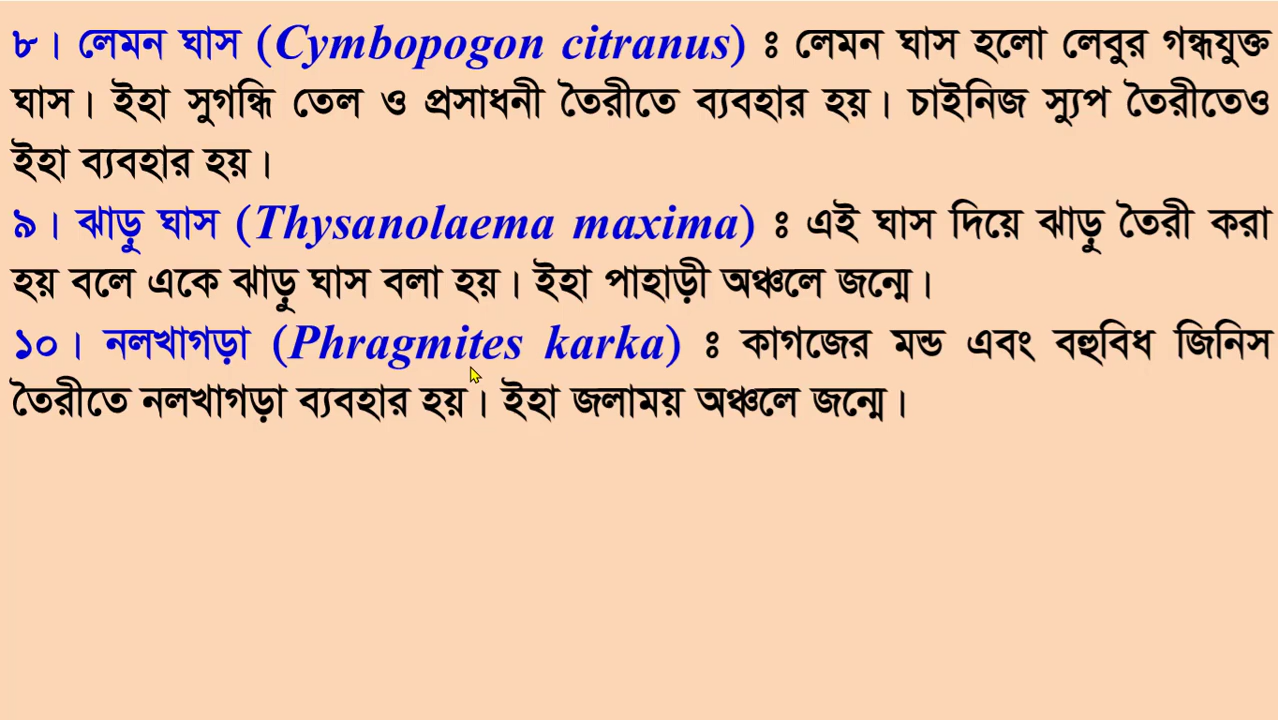 ৮। লেমন ঘাস (Cymbopogon citranus) ঃ লেমন ঘাস হলো লেবুর গন্ধযুক্ত
ঘাস। ইহা সুগন্ধি তেল ও প্রসাধনী তৈরীতে ব্যবহার হয়। চাইনিজ স্যুপ তৈরীতেও
ইহা ব্যবহার হয়।
৯। ঝাড়ু ঘাস (Thysanolaema maxima) ঃ এই ঘাস দিয়ে ঝাড়ু তৈরী করা
হয় বলে একে ঝাড়ু ঘাস বলা হয়। ইহা পাহাড়ী অঞ্চলে জন্মে।
১০। নলখাগড়া (Phragmites karka) ঃ কাগজের মন্ড এবং বহুবিধ জিনিস
তৈরীতে নলখাগড়া ব্যবহার হয়। ইহা জলাময় অঞ্চলে জন্মে।